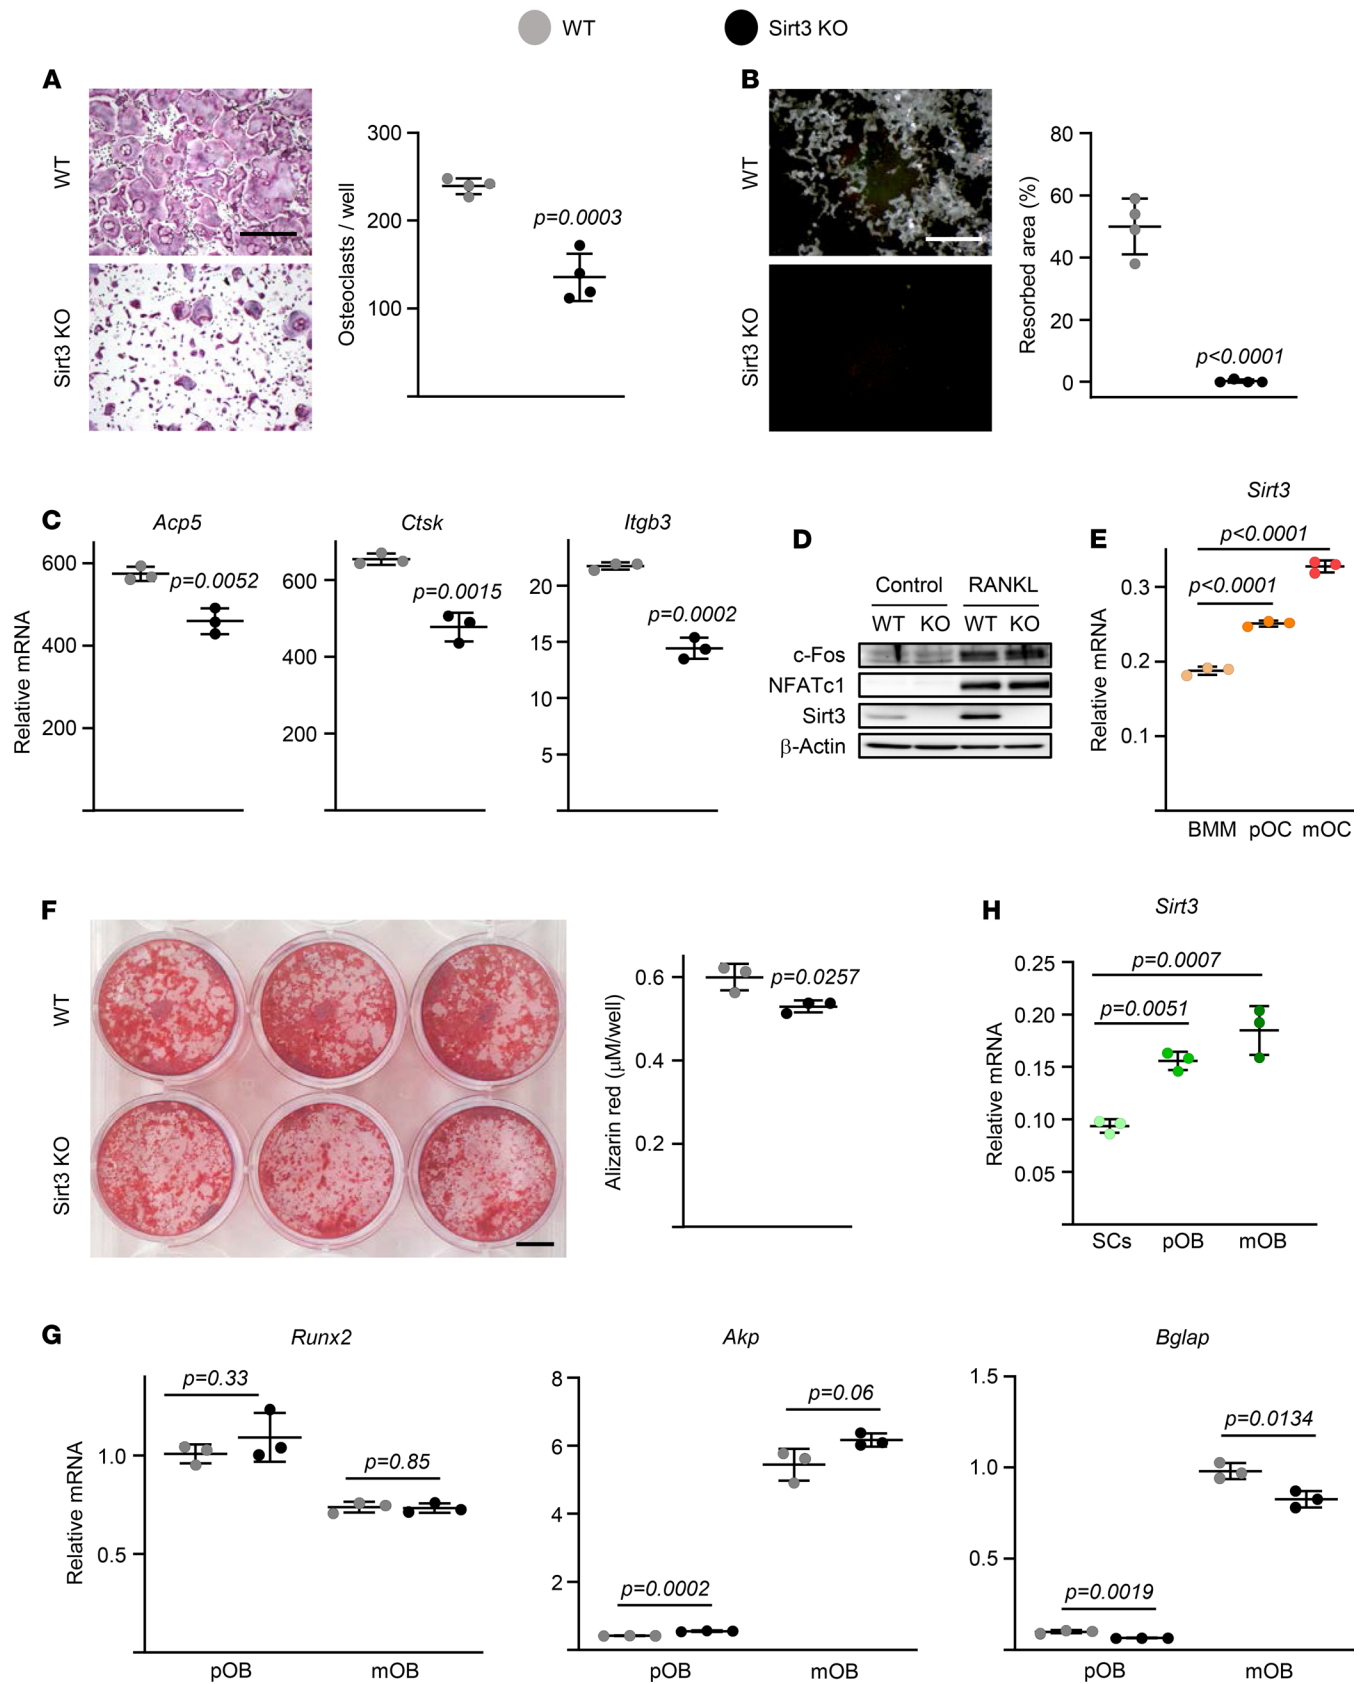 WT
Sirt3 KO
A
WT
Sirt3 KO
Osteoclasts / well
300
200
100
p=0.0003
B
WT
Sirt3 KO
Resorbed area (%)
80
60
40
20
0
p<0.0001
C
Relative mRNA
Acp5
600
400
200
p=0.0052
Ctsk
600
400
200
p=0.0015
Itgb3
20
15
10
5
p=0.0002
D
Control RANKL
WT KO WT KO
c-Fos
NFATc1
Sirt3
β-Actin
E
Sirt3
Relative mRNA
p<0.0001
p<0.0001
0.3
0.2
0.1
BMM pOC mOC
F
WT
Sirt3 KO
Alizarin red (μM/well)
0.6
0.4
0.2
p=0.0257
H
Sirt3
Relative mRNA
0.25
0.20
0.15
0.10
0.05
p=0.0007
p=0.0051
SCs pOB mOB
G
Relative mRNA
Runx2
p=0.33
p=0.85
1.0
0.5
pOB mOB
Akp
8
6
4
2
p=0.06
p=0.0002
pOB mOB
Bglap
1.5
1.0
0.5
p=0.0134
p=0.0019
pOB mOB